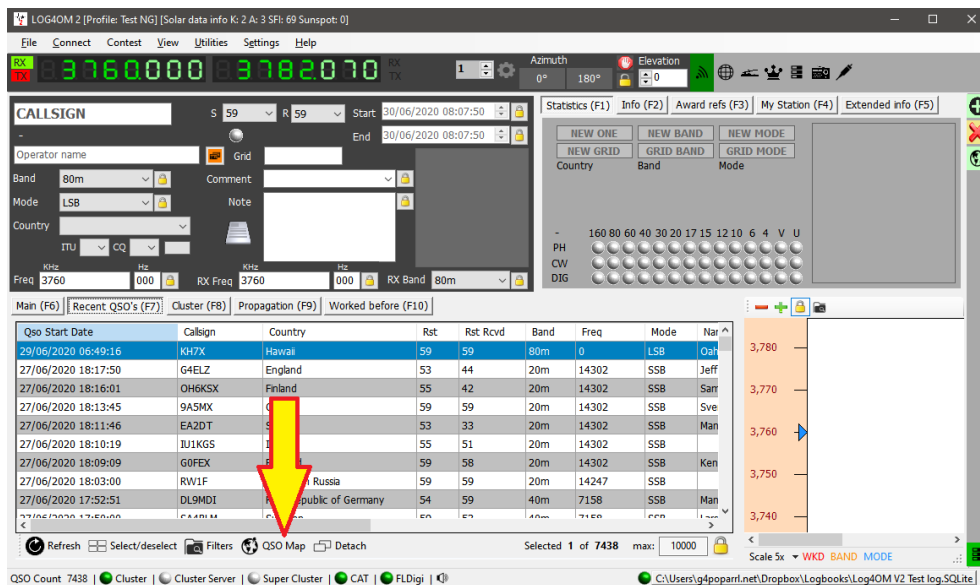 LOG4OM 2 [Profile: Test NG] [Solar data info K: 2 A: 3 SFI: 69 Sunspot: 0]
File Connect Contest View Utilities Settings Help
RX 3760.000 3782.070 RX
TX TX
1
Azimuth Elevation
0° 180° 0
CALLSIGN S 59 R 59 Start 30/06/2020 08:07:50
- End 30/06/2020 08:07:50
Operator name Grid
Band 80m Comment
Mode LSB Note
Country
ITU CQ
KHz Hz KHz Hz
Freq 3760 000 RX Freq 3760 000 RX Band 80m
Statistics (F1) Info (F2) Award refs (F3) My Station (F4) Extended info (F5)
NEW ONE NEW BAND NEW MODE
NEW GRID GRID BAND GRID MODE
Country Band Mode
- 160 80 60 40 30 20 17 15 12 10 6 4 V U
PH
CW
DIG
Main (F6) Recent QSO's (F7) Cluster (F8) Propagation (F9) Worked before (F10)
Qso Start Date Callsign Country Rst Rst Rcvd Band Freq Mode
29/06/2020 06:49:16 KH7X Hawaii 59 59 80m 0 LSB Oah
27/06/2020 18:17:50 G4ELZ England 53 44 20m 14302 SSB Jeff
27/06/2020 18:16:01 OH6KSX Finland 55 42 20m 14302 SSB Sam
27/06/2020 18:13:45 9A5MX 59 59 20m 14302 SSB Sve
27/06/2020 18:11:46 EA2DT 53 33 20m 14302 SSB Man
27/06/2020 18:10:19 IU1KGS 55 51 20m 14302 SSB
27/06/2020 18:09:09 G0FEX 59 58 20m 14302 SSB Ken
27/06/2020 18:03:00 RW1F Russia 59 59 20m 14247 SSB
27/06/2020 17:52:51 DL9MDI Republic of Germany 54 59 40m 7158 SSB Man
3,780
3,770
3,760
3,750
3,740
Refresh Select/deselect Filters QSO Map Detach Selected 1 of 7438 max: 10000
Scale 5x WKD BAND MODE
QSO Count 7438 | Cluster | Cluster Server | Super Cluster | CAT | FLDigi | C:\Users\g4poparrl.net\Dropbox\Logbooks\Log4OM V2 Test log.SQLite